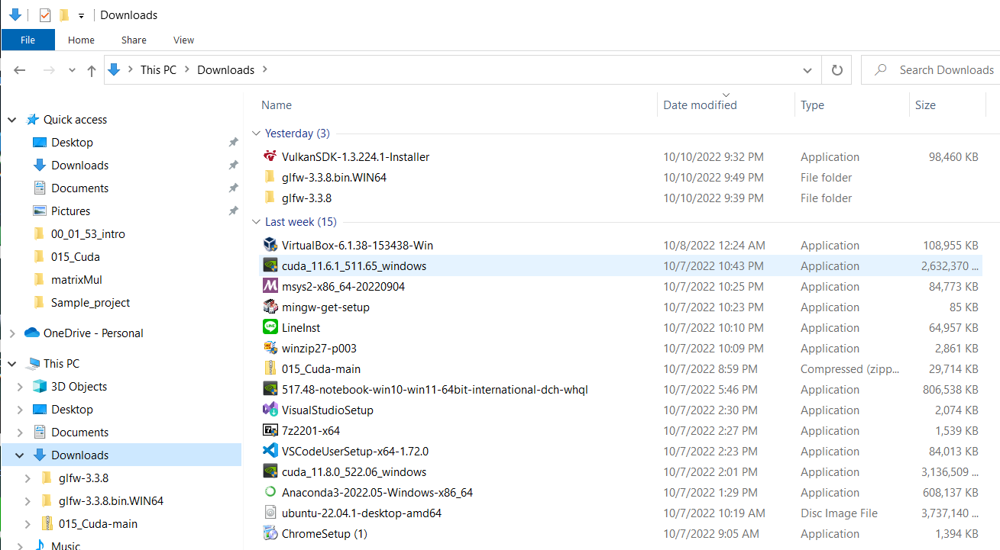 Downloads
File Home Share View
This PC Downloads Search Downloads
Name Date modified Type Size
Quick access
Desktop
Downloads
Documents
Pictures
00_01_53_intro
015_Cuda
matrixMul
Sample_project
OneDrive - Personal
This PC
3D Objects
Desktop
Documents
Downloads
glfw-3.3.8
glfw-3.3.8.bin.WIN64
015_Cuda-main
Music
Yesterday (3)
VulkanSDK-1.3.224.1-Installer 10/10/2022 9:32 PM Application 98,460 KB
glfw-3.3.8.bin.WIN64 10/10/2022 9:49 PM File folder
glfw-3.3.8 10/10/2022 9:39 PM File folder
Last week (15)
VirtualBox-6.1.38-153438-Win 10/8/2022 12:24 AM Application 108,955 KB
cuda_11.6.1_511.65_windows 10/7/2022 10:43 PM Application 2,632,370 ...
msys2-x86_64-20220904 10/7/2022 10:25 PM Application 84,773 KB
mingw-get-setup 10/7/2022 10:23 PM Application 85 KB
LineInst 10/7/2022 10:10 PM Application 64,957 KB
winzip27-p003 10/7/2022 10:09 PM Application 2,861 KB
015_Cuda-main 10/7/2022 8:59 PM Compressed (zipp... 29,714 KB
517.48-notebook-win10-win11-64bit-international-dch-whql 10/7/2022 5:46 PM Application 806,538 KB
VisualStudioSetup 10/7/2022 2:30 PM Application 2,074 KB
7z2201-x64 10/7/2022 2:27 PM Application 1,539 KB
VSCodeUserSetup-x64-1.72.0 10/7/2022 2:23 PM Application 84,013 KB
cuda_11.8.0_522.06_windows 10/7/2022 2:01 PM Application 3,136,509 ...
Anaconda3-2022.05-Windows-x86_64 10/7/2022 1:29 PM Application 608,137 KB
ubuntu-22.04.1-desktop-amd64 10/7/2022 10:19 AM Disc Image File 3,737,140 ...
ChromeSetup (1) 10/7/2022 9:05 AM Application 1,394 KB